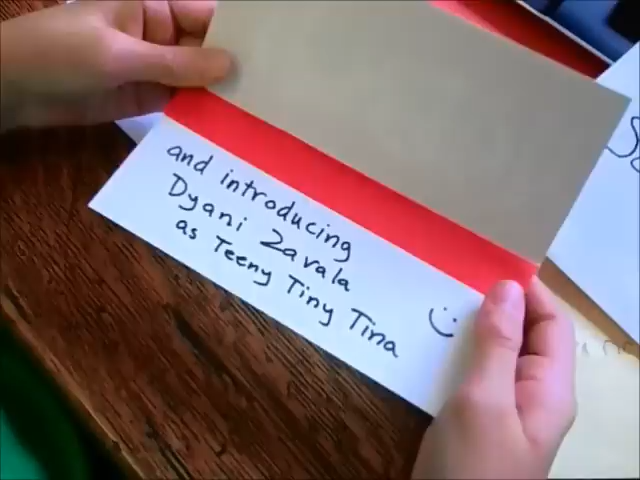 and introducing
Dyani Zavala
as Teeny Tiny Tina